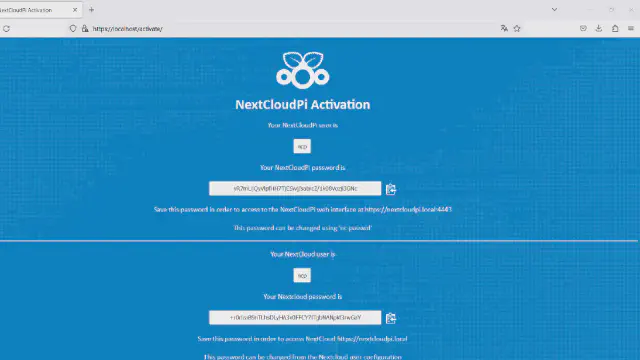 NextCloudPi Activation
https://localhost/activate/
NextCloudPi Activation
Your NextCloudPi user is
ncp
Your NextCloudPi password is
Save this password in order to access to the NextCloudPi web interface at https://nextcloudpi.local:4443
This password can be changed using 'nc-passwd'
Your NextCloud user is
ncp
Your Nextcloud password is
Save this password in order to access NextCloud https://nextcloudpi.local
This password can be changed from the Nextcloud user configuration